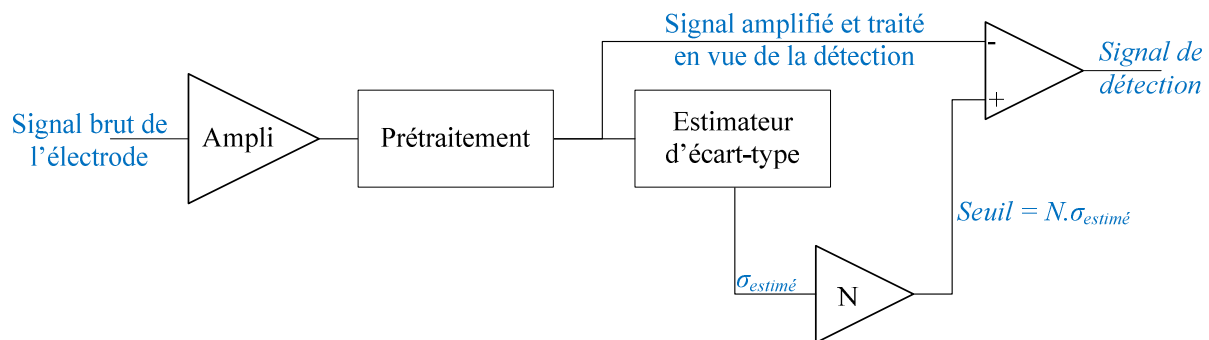 Signal amplifié et traité
en vue de la détection
-
+
Signal de
détection
Signal brut de
l'électrode
Ampli
Prétraitement
Estimateur
d'écart-type
Seuil = N.σestimé
σestimé
N